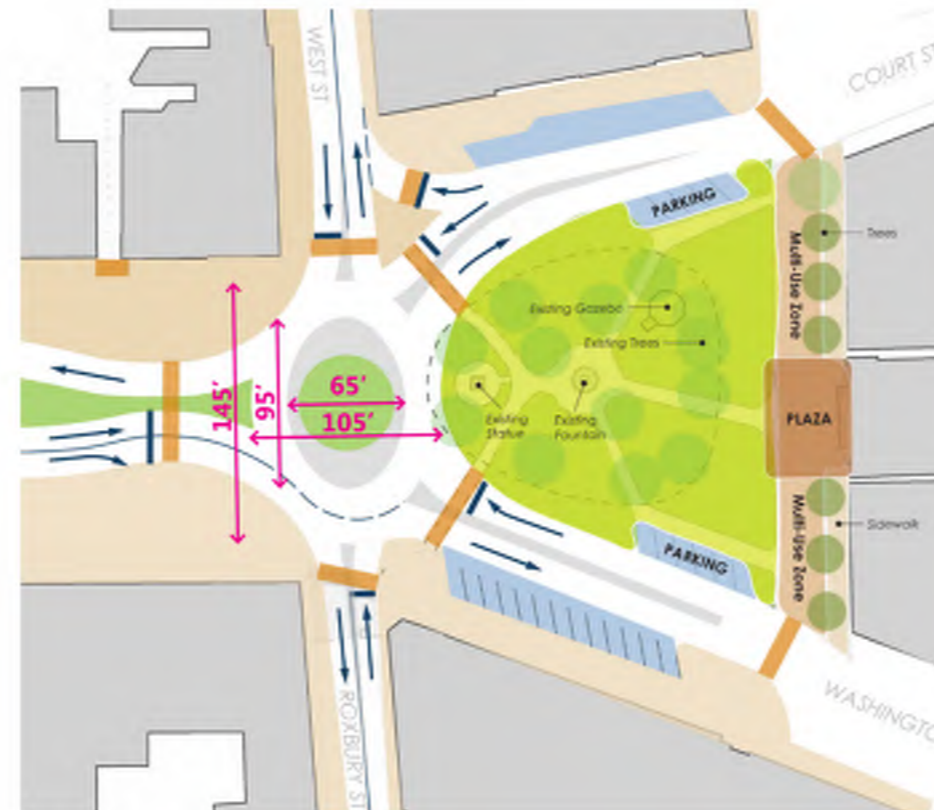 WEST ST
COURT ST
PARKING
Trees
Multi-Use Zone
Existing Gazebo
Existing Trees
145'
95'
65'
105'
Existing
Statue
Existing
Fountain
PLAZA
Multi-Use Zone
Sidewalk
PARKING
ROXBURY ST
WASHINGTO